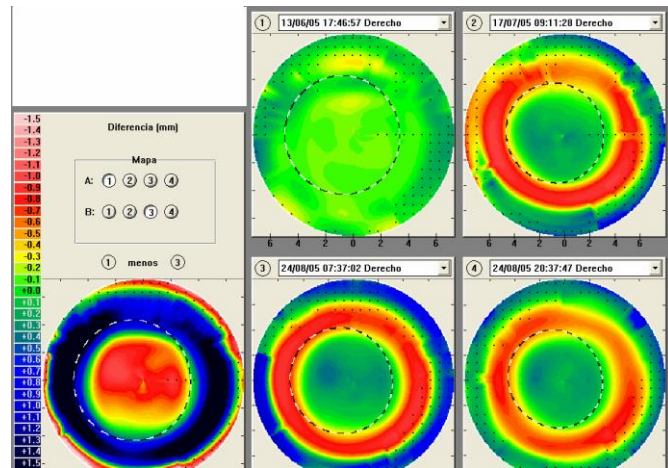 1 13/06/05 17:46:57 Derecho
2 17/07/05 09:11:28 Derecho
6 4 2 0 2 4 6
6 4 2 0 2 4 6
Diferencia (mm)
Mapa
A: 1 2 3 4
B: 1 2 3 4
1 menos 3
-1.5
-1.4
-1.3
-1.2
-1.1
-1.0
-0.9
-0.8
-0.7
-0.6
-0.5
-0.4
-0.3
-0.2
-0.1
+0.0
+0.1
+0.2
+0.3
+0.4
+0.5
+0.6
+0.7
+0.8
+0.9
+1.0
+1.1
+1.2
+1.3
+1.4
+1.5
3 24/08/05 07:37:02 Derecho
4 24/08/05 20:37:47 Derecho